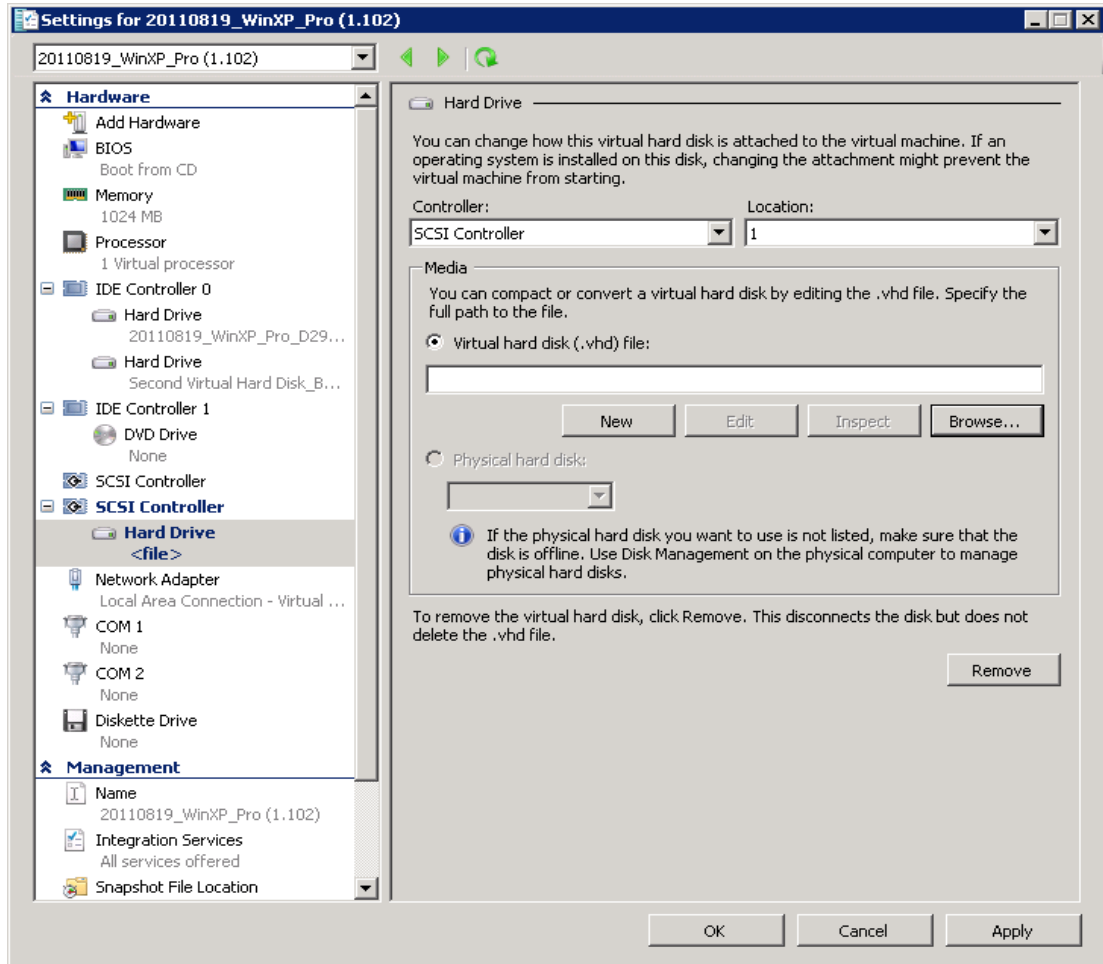 Settings for 20110819_WinXP_Pro (1.102)
20110819_WinXP_Pro (1.102)
Hardware
Add Hardware
BIOS
Boot from CD
Memory
1024 MB
Processor
1 Virtual processor
IDE Controller 0
Hard Drive
20110819_WinXP_Pro_D29...
Hard Drive
Second Virtual Hard Disk_B...
IDE Controller 1
DVD Drive
None
SCSI Controller
SCSI Controller
Hard Drive
<file>
Network Adapter
Local Area Connection - Virtual ...
COM 1
None
COM 2
None
Diskette Drive
None
Management
Name
20110819_WinXP_Pro (1.102)
Integration Services
All services offered
Snapshot File Location
Hard Drive
You can change how this virtual hard disk is attached to the virtual machine. If an
operating system is installed on this disk, changing the attachment might prevent the
virtual machine from starting.
Controller:
Location:
SCSI Controller
1
Media
You can compact or convert a virtual hard disk by editing the .vhd file. Specify the
full path to the file.
Virtual hard disk (.vhd) file:
New
Edit
Inspect
Browse...
Physical hard disk:
If the physical hard disk you want to use is not listed, make sure that the
disk is offline. Use Disk Management on the physical computer to manage
physical hard disks.
To remove the virtual hard disk, click Remove. This disconnects the disk but does not
delete the .vhd file.
Remove
OK
Cancel
Apply